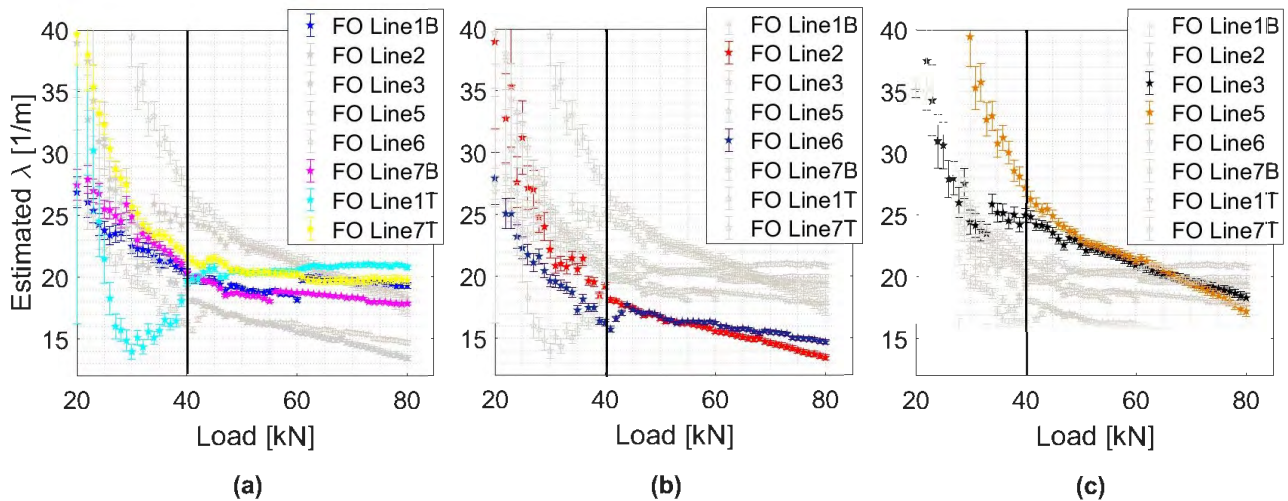 Estimated λ [1/m]
40
35
30
25
20
15
20
40
60
80
Load [kN]
FO Line1B
FO Line2
FO Line3
FO Line5
FO Line6
FO Line7B
FO Line1T
FO Line7T
(a)
40
35
30
25
20
15
20
40
60
80
Load [kN]
FO Line1B
FO Line2
FO Line3
FO Line5
FO Line6
FO Line7B
FO Line1T
FO Line7T
(b)
40
35
30
25
20
15
20
40
60
80
Load [kN]
FO Line1B
FO Line2
FO Line3
FO Line5
FO Line6
FO Line7B
FO Line1T
FO Line7T
(c)